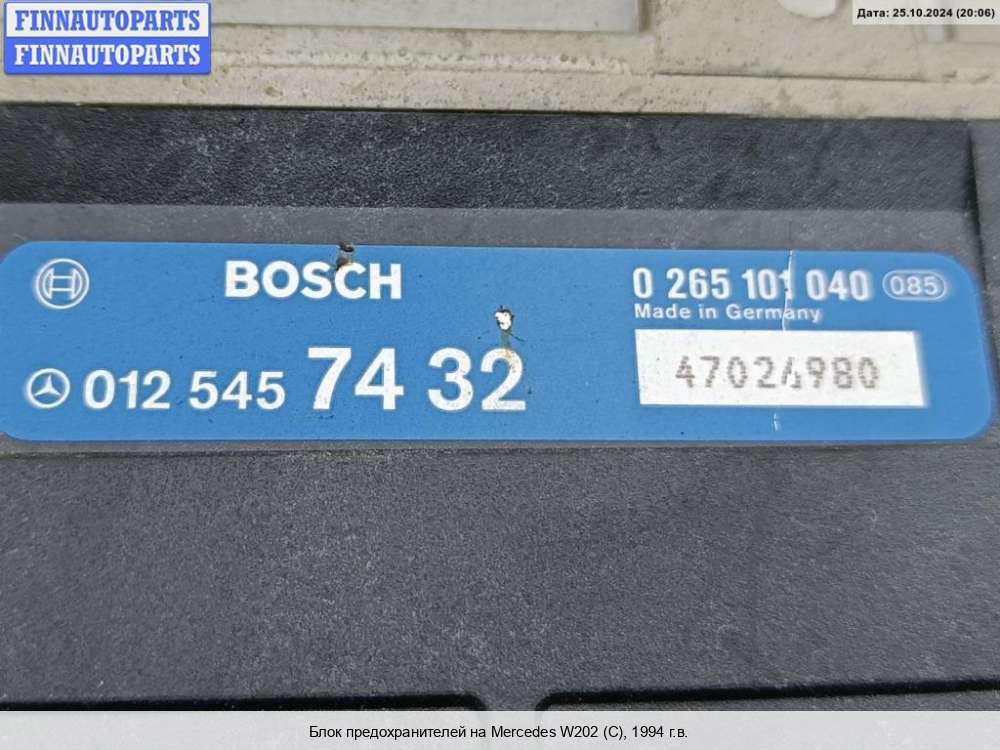 FINNAUTOPARTS
FINNAUTOPARTS
Дата: 25.10.2024 (20:06)
BOSCH
0 265 101 040 085
Made in Germany
012 545 74 32
47024980
Блок предохранителей на Mercedes W202 (C), 1994 г.в.